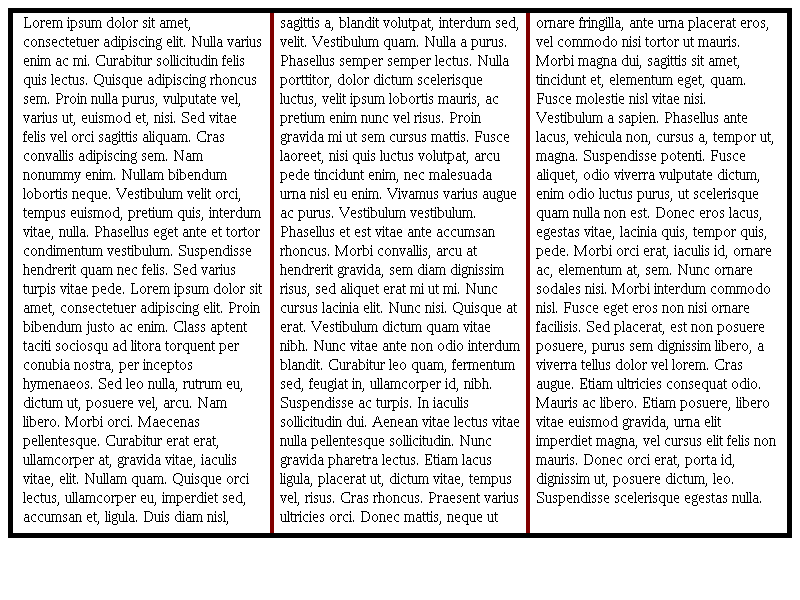 Lorem ipsum dolor sit amet,
consectetuer adipiscing elit. Nulla varius
enim ac mi. Curabitur sollicitudin felis
quis lectus. Quisque adipiscing rhoncus
sem. Proin nulla purus, vulputate vel,
varius ut, euismod et, nisi. Sed vitae
felis vel orci sagittis aliquam. Cras
convallis adipiscing sem. Nam
nonummy enim. Nullam bibendum
lobortis neque. Vestibulum velit orci,
tempus euismod, pretium quis, interdum
vitae, nulla. Phasellus eget ante et tortor
condimentum vestibulum. Suspendisse
hendrerit quam nec felis. Sed varius
turpis vitae pede. Lorem ipsum dolor sit
amet, consectetuer adipiscing elit. Proin
bibendum justo ac enim. Class aptent
taciti sociosqu ad litora torquent per
conubia nostra, per inceptos
hymenaeos. Sed leo nulla, rutrum eu,
dictum ut, posuere vel, arcu. Nam
libero. Morbi orci. Maecenas
pellentesque. Curabitur erat erat,
ullamcorper at, gravida vitae, iaculis
vitae, elit. Nullam quam. Quisque orci
lectus, ullamcorper eu, imperdiet sed,
accumsan et, ligula. Duis diam nisl,
sagittis a, blandit volutpat, interdum sed,
velit. Vestibulum quam. Nulla a purus.
Phasellus semper semper lectus. Nulla
porttitor, dolor dictum scelerisque
luctus, velit ipsum lobortis mauris, ac
pretium enim nunc vel risus. Proin
gravida mi ut sem cursus mattis. Fusce
laoreet, nisi quis luctus volutpat, arcu
pede tincidunt enim, nec malesuada
urna nisl eu enim. Vivamus varius augue
ac purus. Vestibulum vestibulum.
Phasellus et est vitae ante accumsan
rhoncus. Morbi convallis, arcu at
hendrerit gravida, sem diam dignissim
risus, sed aliquet erat mi ut mi. Nunc
cursus lacinia elit. Nunc nisi. Quisque at
erat. Vestibulum dictum quam vitae
nibh. Nunc vitae ante non odio interdum
blandit. Curabitur leo quam, fermentum
sed, feugiat in, ullamcorper id, nibh.
Suspendisse ac turpis. In iaculis
sollicitudin dui. Aenean vitae lectus vitae
nulla pellentesque sollicitudin. Nunc
gravida pharetra lectus. Etiam lacus
ligula, placerat ut, dictum vitae, tempus
vel, risus. Cras rhoncus. Praesent varius
ultricies orci. Donec mattis, neque ut
ornare fringilla, ante urna placerat eros,
vel commodo nisi tortor ut mauris.
Morbi magna dui, sagittis sit amet,
tincidunt et, elementum eget, quam.
Fusce molestie nisl vitae nisi.
Vestibulum a sapien. Phasellus ante
lacus, vehicula non, cursus a, tempor ut,
magna. Suspendisse potenti. Fusce
aliquet, odio viverra vulputate dictum,
enim odio luctus purus, ut scelerisque
quam nulla non est. Donec eros lacus,
egestas vitae, lacinia quis, tempor quis,
pede. Morbi orci erat, iaculis id, ornare
ac, elementum at, sem. Nunc ornare
sodales nisi. Morbi interdum commodo
nisl. Fusce eget eros non nisi ornare
facilisis. Sed placerat, est non posuere
posuere, purus sem dignissim libero, a
viverra tellus dolor vel lorem. Cras
augue. Etiam ultricies consequat odio.
Mauris ac libero. Etiam posuere, libero
vitae euismod gravida, urna elit
imperdiet magna, vel cursus elit felis non
mauris. Donec orci erat, porta id,
dignissim ut, posuere dictum, leo.
Suspendisse scelerisque egestas nulla.